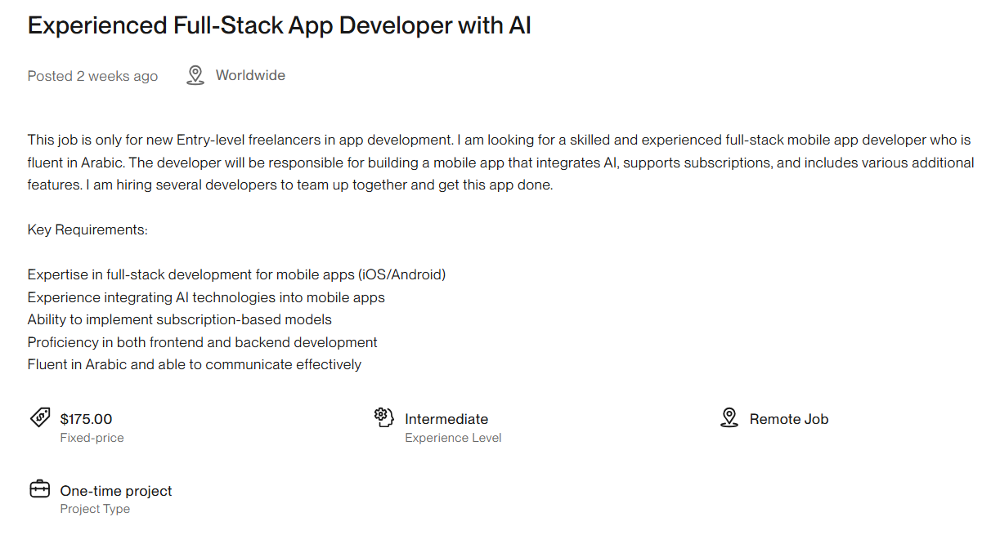 Experienced Full-Stack App Developer with AI
Posted 2 weeks ago
Worldwide
This job is only for new Entry-level freelancers in app development. I am looking for a skilled and experienced full-stack mobile app developer who is
fluent in Arabic. The developer will be responsible for building a mobile app that integrates AI, supports subscriptions, and includes various additional
features. I am hiring several developers to team up together and get this app done.
Key Requirements:
Expertise in full-stack development for mobile apps (iOS/Android)
Experience integrating AI technologies into mobile apps
Ability to implement subscription-based models
Proficiency in both frontend and backend development
Fluent in Arabic and able to communicate effectively
$175.00
Fixed-price
Intermediate
Experience Level
Remote Job
One-time project
Project Type